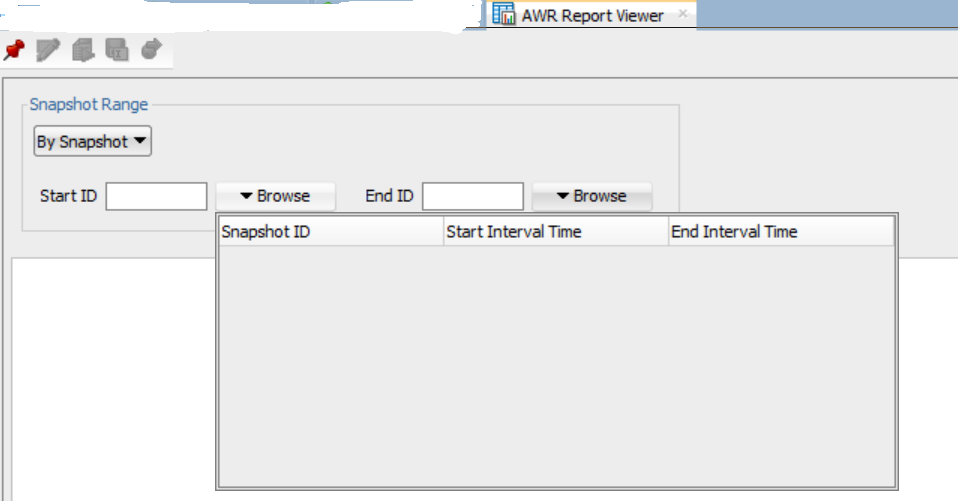 AWR Report Viewer
Snapshot Range
By Snapshot
Start ID Browse End ID Browse
Snapshot ID Start Interval Time End Interval Time